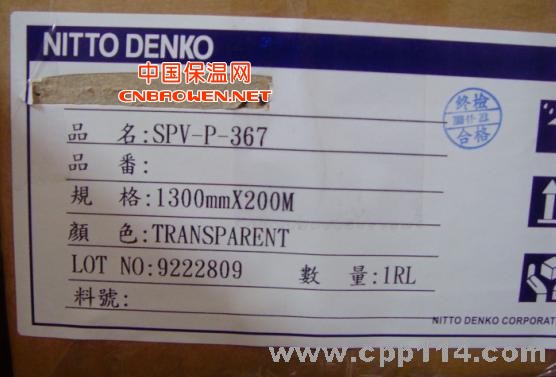 NITTO DENKO
中国保温网
CNBAOWEN.NET
終檢
合格
品 名:SPV-P-367
品 番:
規 格:1300mmX200M
顏 色:TRANSPARENT
LOT NO:9222809 數 量:1RL
料號:
NITTO DENKO CORPORAT
www.cpp114.com